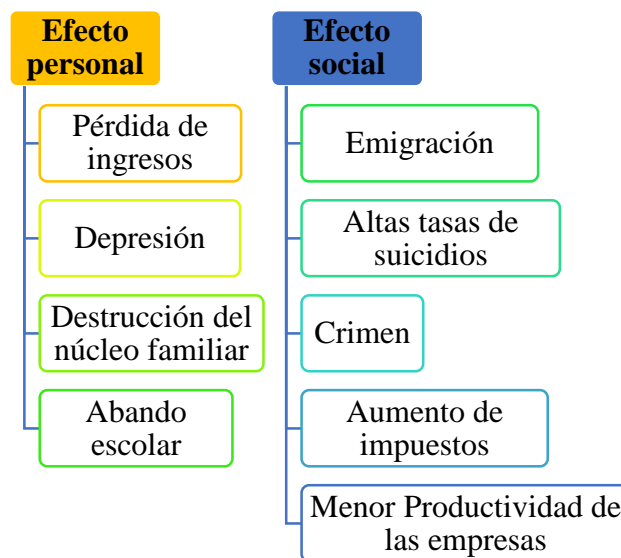 Efecto
personal
Pérdida de
ingresos
Depresión
Destrucción del
núcleo familiar
Abando
escolar
Efecto
social
Emigración
Altas tasas de
suicidios
Crimen
Aumento de
impuestos
Menor Productividad de
las empresas